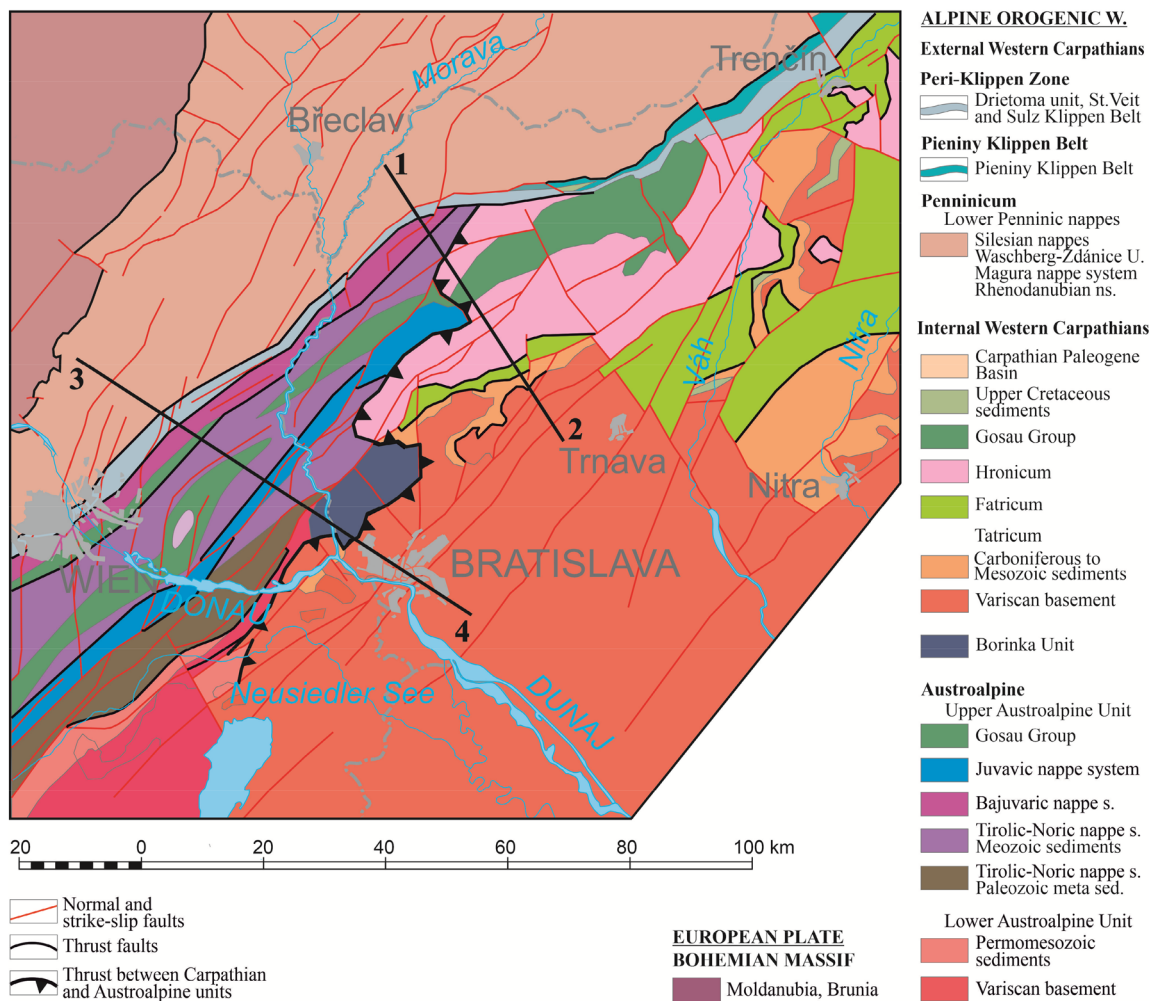 Morava
Trenčín
Břeclav
1
3
2
Trnava
Váh
Nitra
Nitra
WIEN
DONAU
BRATISLAVA
4
Neusiedler See
DUNAJ
20 0 20 40 60 80 100 km
Normal and
strike-slip faults
Thrust faults
Thrust between Carpathian
and Austroalpine units
EUROPEAN PLATE
BOHEMIAN MASSIF
Moldanubia, Brunia
ALPINE OROGENIC W.
External Western Carpathians
Peri-Klippen Zone
Drietoma unit, St.Veit
and Sulz Klippen Belt
Pieniny Klippen Belt
Pieniny Klippen Belt
Penninicum
Lower Penninic nappes
Silesian nappes
Waschberg-Ždánice U.
Magura nappe system
Rhenodanubian ns.
Internal Western Carpathians
Carpathian Paleogene
Basin
Upper Cretaceous
sediments
Gosau Group
Hronicum
Fatricum
Tatricum
Carboniferous to
Mesozoic sediments
Variscan basement
Borinka Unit
Austroalpine
Upper Austroalpine Unit
Gosau Group
Juvavic nappe system
Bajuvaric nappe s.
Tirolic-Noric nappe s.
Meozoic sediments
Tirolic-Noric nappe s.
Paleozoic meta sed.
Lower Austroalpine Unit
Permomesozoic
sediments
Variscan basement